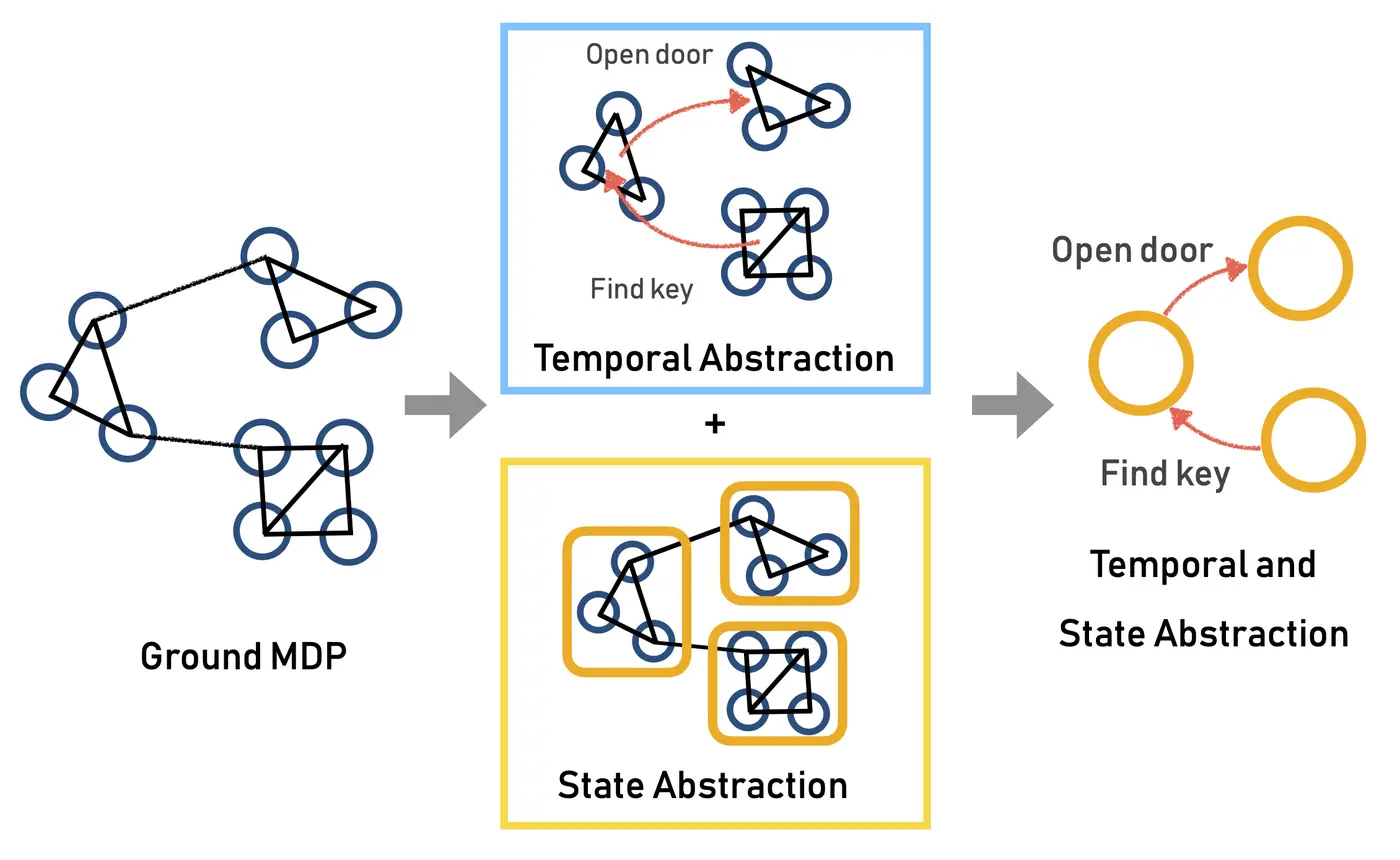 Ground MDP
Open door
Find key
Temporal Abstraction
+
State Abstraction
Open door
Find key
Temporal and
State Abstraction